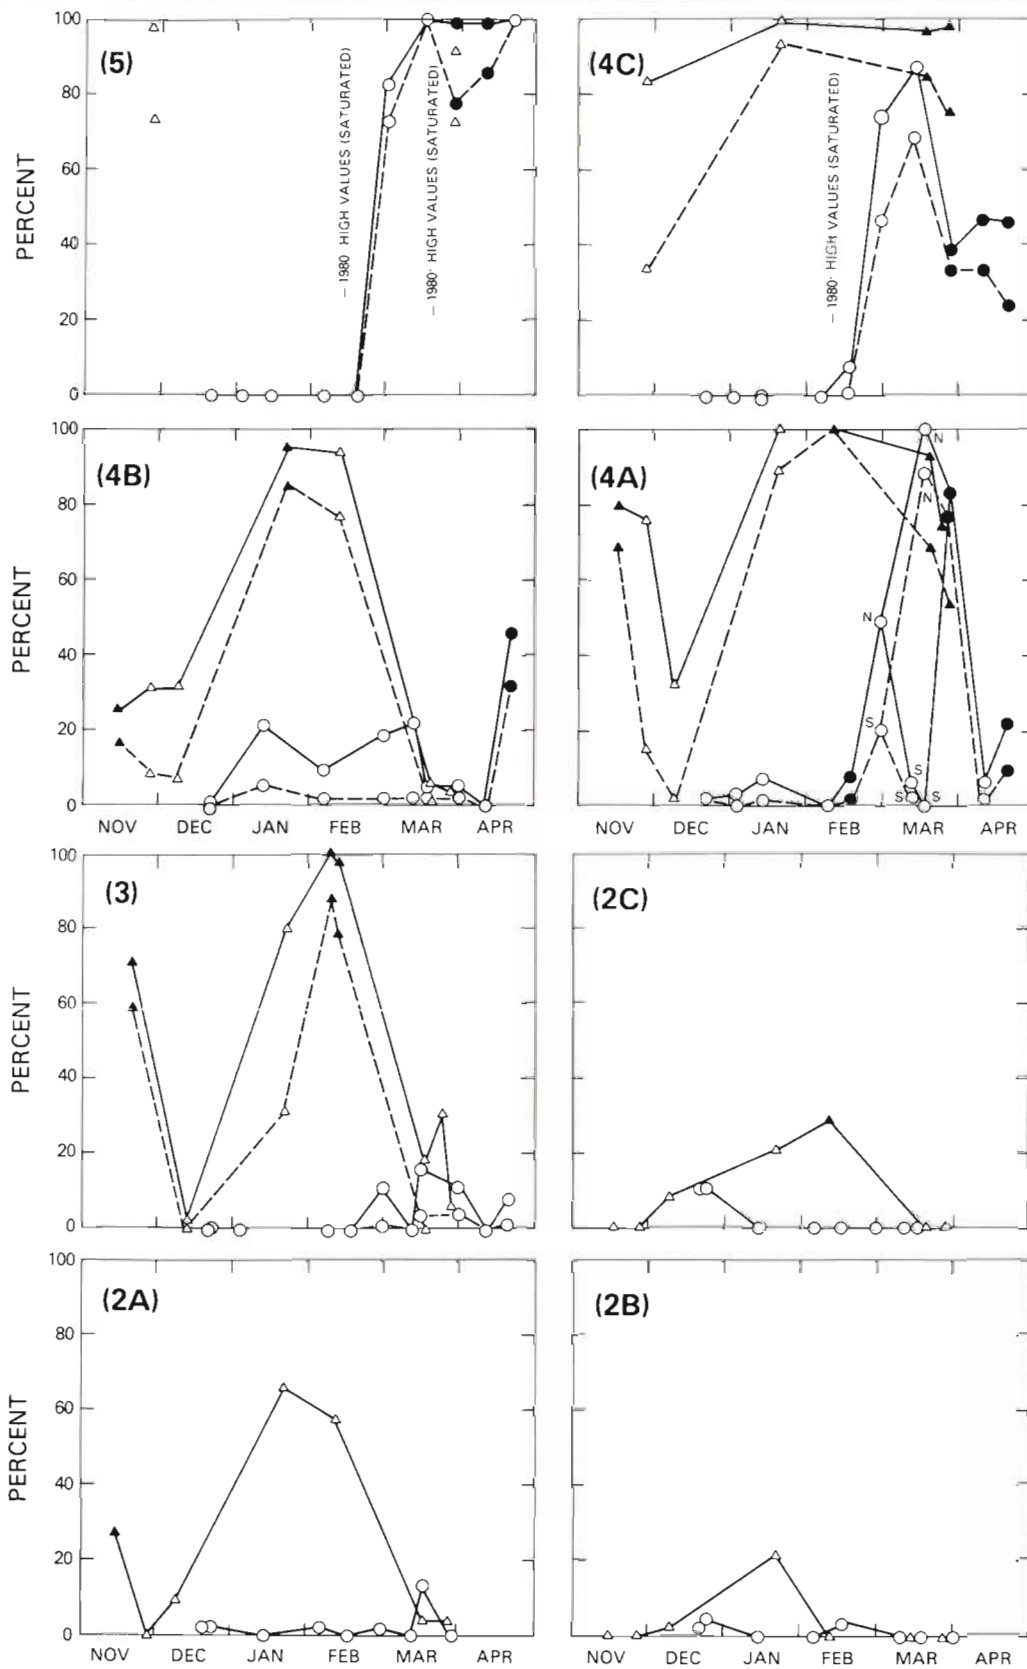 100
80
60
40
20
0
PERCENT
(5)
— 1980 HIGH VALUES (SATURATED)
— 1980· HIGH VALUES (SATURATED)
(4C)
— 1980· HIGH VALUES (SATURATED)
100
80
60
40
20
0
PERCENT
(4B)
NOV DEC JAN FEB MAR APR
(4A)
N
N
N
S
S
S
S
NOV DEC JAN FEB MAR APR
100
80
60
40
20
0
PERCENT
(3)
(2C)
100
80
60
40
20
0
PERCENT
(2A)
NOV DEC JAN FEB MAR APR
(2B)
NOV DEC JAN FEB MAR APR